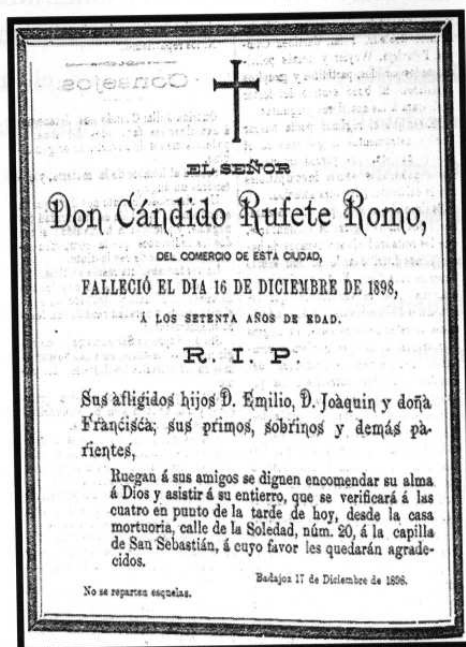 EL SEÑOR
Don Cándido Rufete Romo,
DEL COMERCIO DE ESTA CIUDAD,
FALLECIÓ EL DIA 16 DE DICIEMBRE DE 1898,
Á LOS SETENTA AÑOS DE EDAD.
R. I. P.
Sus afligidos hijos D. Emilio, D. Joaquin y doña
Francisca; sus primos, sobrinos y demás pa-
rientes,
Ruegan á sus amigos se dignen encomendar su alma
á Dios y asistir á su entierro, que se verificará á las
cuatro en punto de la tarde de hoy, desde la casa
mortuoria, calle de la Soledad, núm. 20, á la capilla
de San Sebastián, á cuyo favor les quedarán agrade-
cidos.
Badajoz 17 de Diciembre de 1898.
No se reparten esquelas.